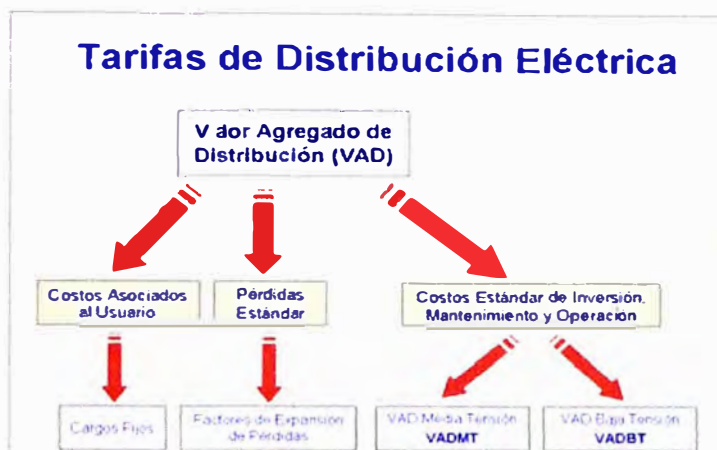 Tarifas de Distribución Eléctrica
V alor Agregado de
Distribución (VAD)
Costos Asociados
al Usuario
Pérdidas
Estándar
Costos Estándar de Inversión.
Mantenimiento y Operación
Cargos Fijos
Factores de Expansión
de Pérdidas
VAD Media Tensión
VADMT
VAD Baja Tensión
VADBT